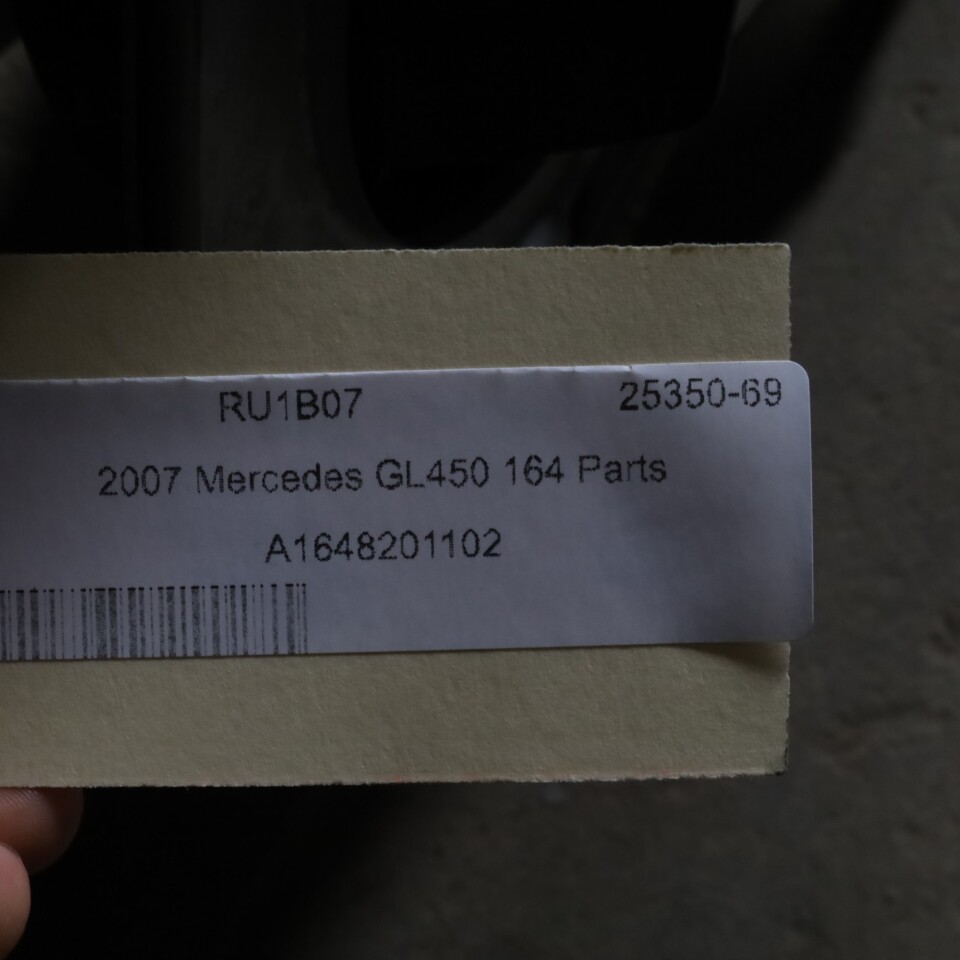 RU1B07 25350-69
2007 Mercedes GL450 164 Parts
A1648201102